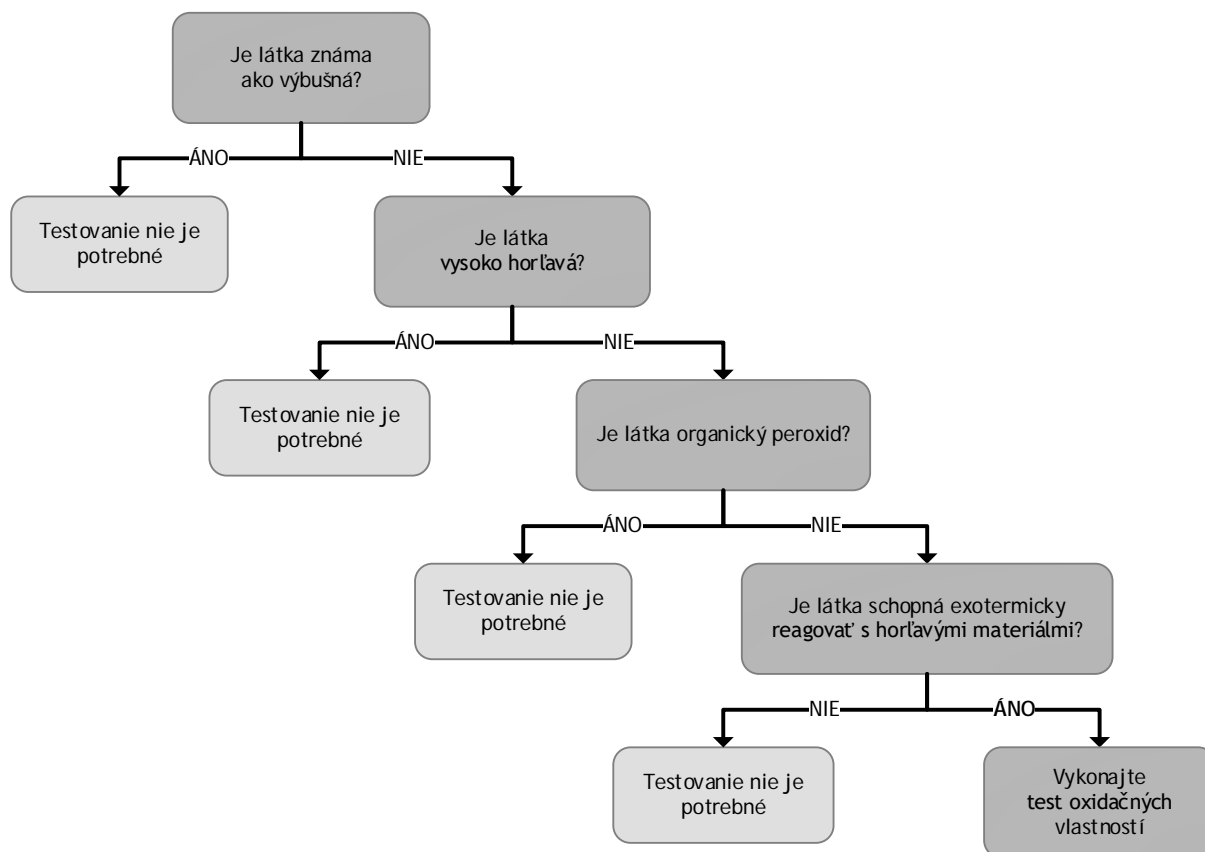 Je látka známa
ako výbušná?
ÁNO
NIE
Testovanie nie je
potrebné
Je látka
vysoko horľavá?
ÁNO
NIE
Testovanie nie je
potrebné
Je látka organický peroxid?
ÁNO
NIE
Testovanie nie je
potrebné
Je látka schopná exotermicky
reagovať s horľavými materiálmi?
NIE
ÁNO
Testovanie nie je
potrebné
Vykonajte
test oxidačných
vlastností